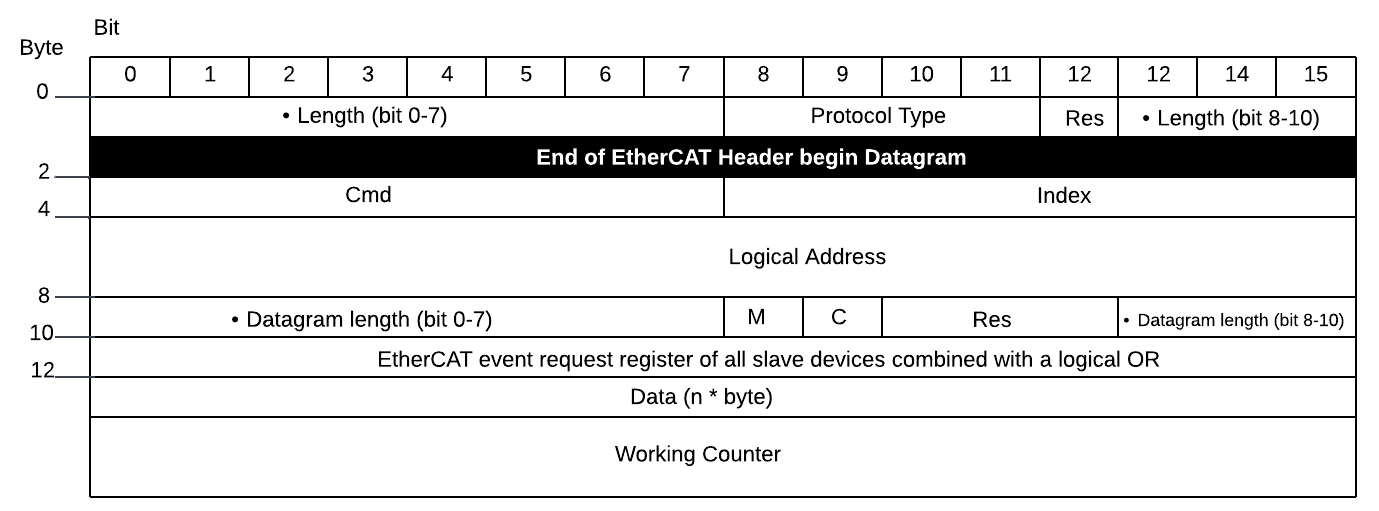 Bit
Byte
0 1 2 3 4 5 6 7 8 9 10 11 12 12 14 15
0
• Length (bit 0-7) Protocol Type Res • Length (bit 8-10)
End of EtherCAT Header begin Datagram
2
Cmd Index
4
Logical Address
8
• Datagram length (bit 0-7) M C Res • Datagram length (bit 8-10)
10
EtherCAT event request register of all slave devices combined with a logical OR
12
Data (n * byte)
Working Counter